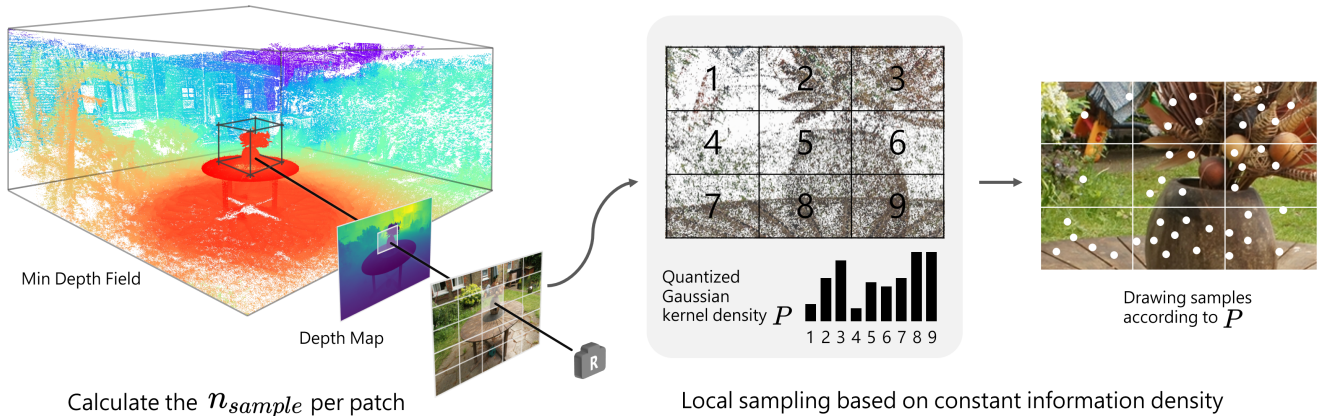 Min Depth Field
Depth Map
R
Calculate the n_sample per patch
1 2 3
4 5 6
7 8 9
Quantized
Gaussian
kernel density P
1 2 3 4 5 6 7 8 9
Drawing samples
according to P
Local sampling based on constant information density